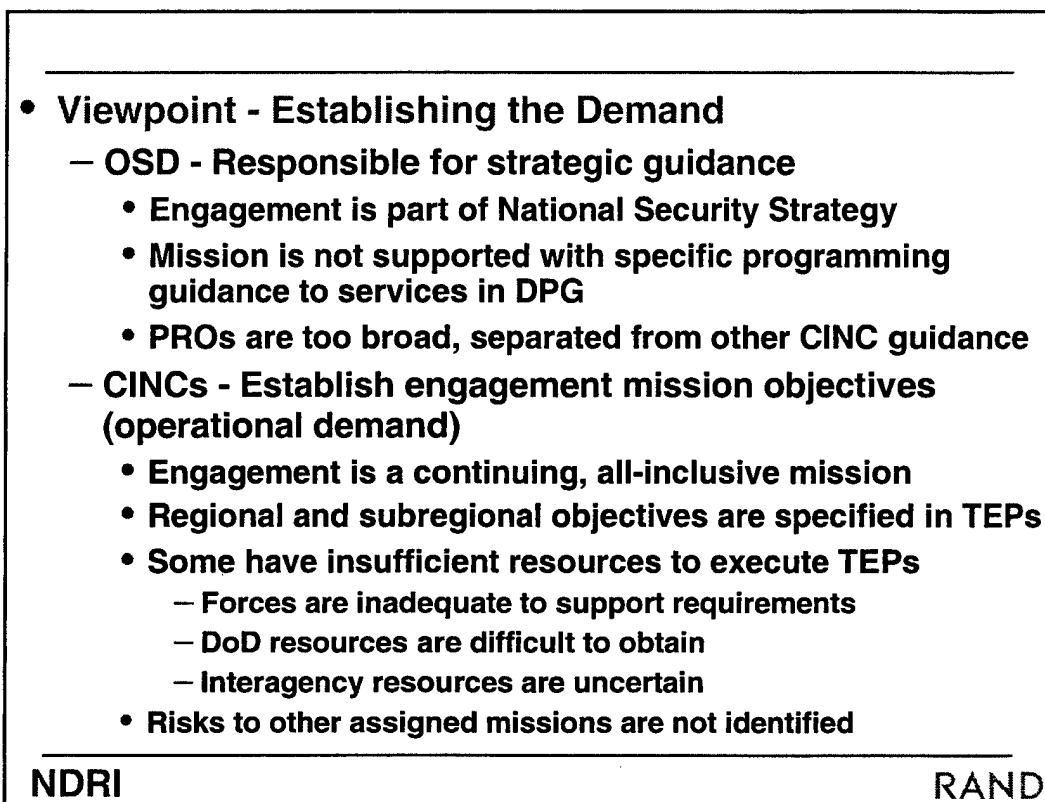 • Viewpoint - Establishing the Demand
– OSD - Responsible for strategic guidance
• Engagement is part of National Security Strategy
• Mission is not supported with specific programming
guidance to services in DPG
• PROs are too broad, separated from other CINC guidance
– CINCs - Establish engagement mission objectives
(operational demand)
• Engagement is a continuing, all-inclusive mission
• Regional and subregional objectives are specified in TEPs
• Some have insufficient resources to execute TEPs
– Forces are inadequate to support requirements
– DoD resources are difficult to obtain
– Interagency resources are uncertain
• Risks to other assigned missions are not identified
NDRI RAND